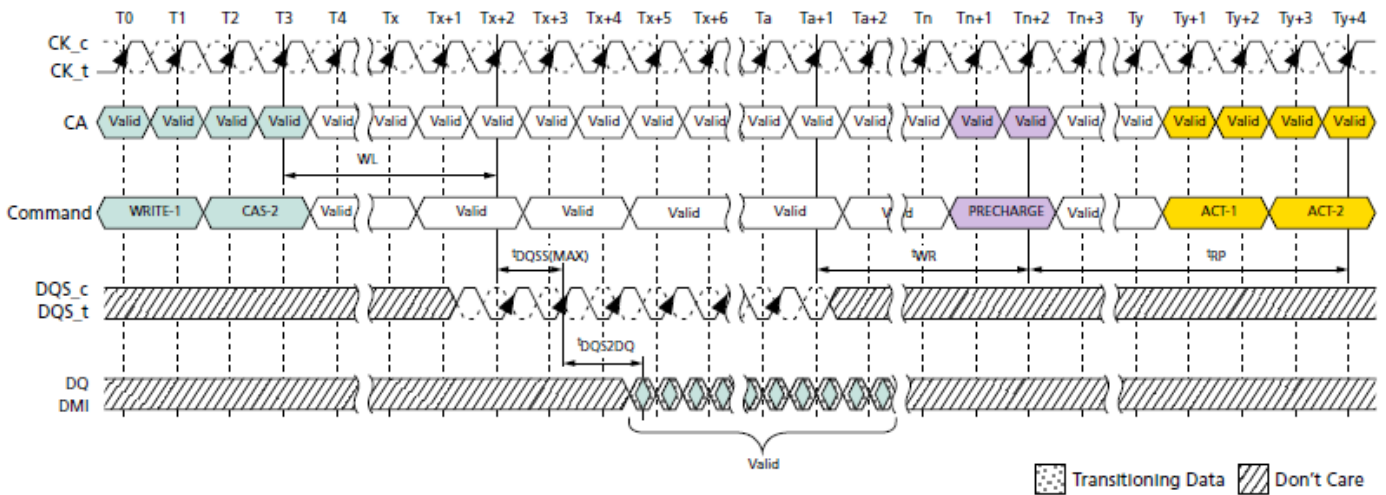 T0 T1 T2 T3 T4 Tx Tx+1 Tx+2 Tx+3 Tx+4 Tx+5 Tx+6 Ta Ta+1 Ta+2 Tn Tn+1 Tn+2 Tn+3 Ty Ty+1 Ty+2 Ty+3 Ty+4
CK_c
CK_t
CA Valid Valid Valid Valid Valid Valid Valid Valid Valid Valid Valid Valid Valid Valid Valid Valid Valid Valid Valid Valid Valid Valid Valid Valid
WL
Command WRITE-1 CAS-2 Valid Valid Valid Valid Valid Valid PRECHARGE Valid ACT-1 ACT-2
tDQSS(MAX) tWR tRP
DQS_c
DQS_t
tDQS2DQ
DQ
DMI
Valid
Transitioning Data Don't Care